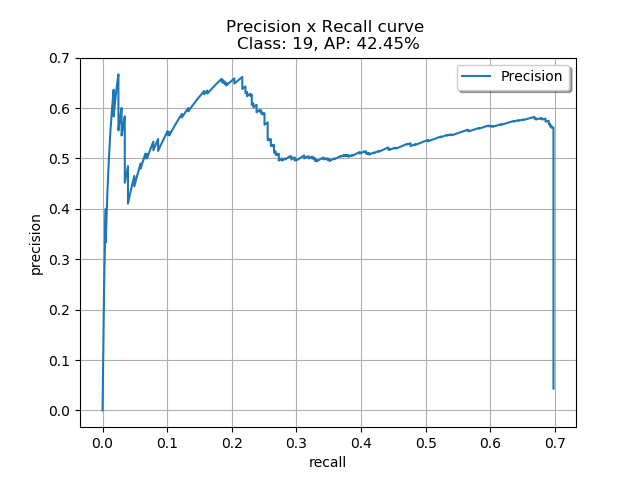 Precision x Recall curve
Class: 19, AP: 42.45%
Precision
precision
0.7
0.6
0.5
0.4
0.3
0.2
0.1
0.0
0.0 0.1 0.2 0.3 0.4 0.5 0.6 0.7
recall